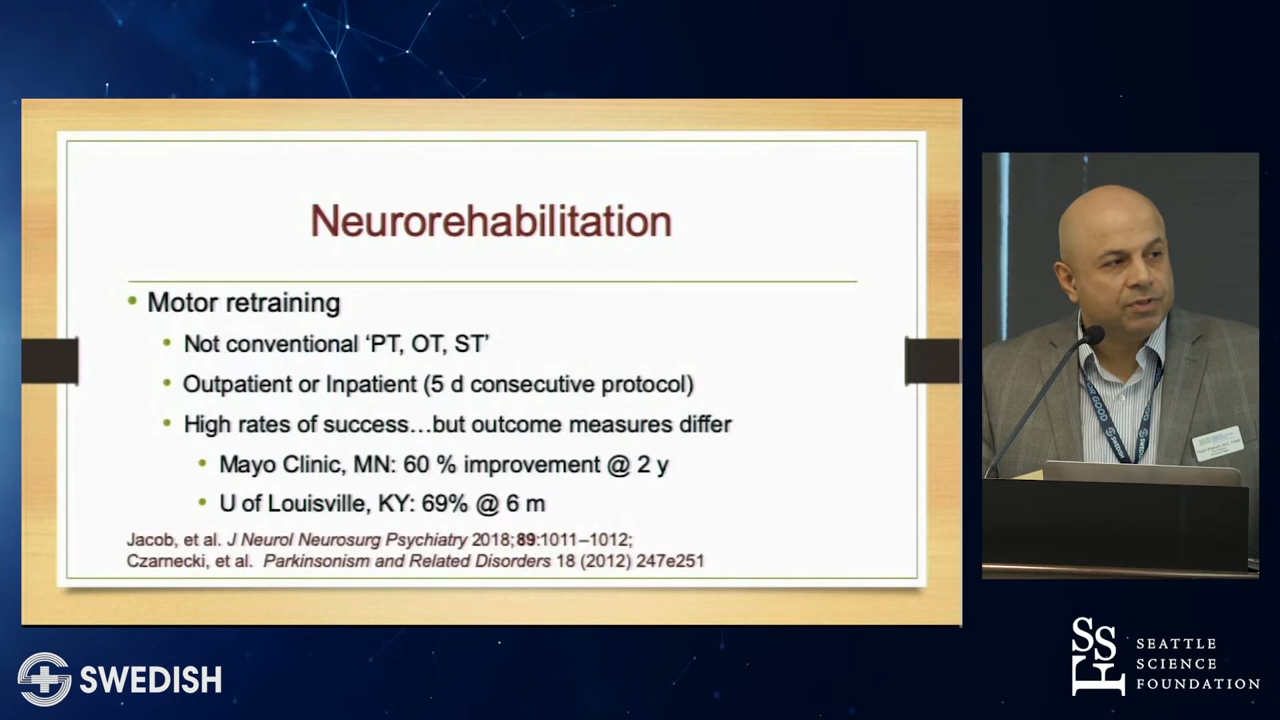 Neurorehabilitation
• Motor retraining
• Not conventional ‘PT, OT, ST’
• Outpatient or Inpatient (5 d consecutive protocol)
• High rates of success…but outcome measures differ
• Mayo Clinic, MN: 60 % improvement @ 2 y
• U of Louisville, KY: 69% @ 6 m
Jacob, et al. J Neurol Neurosurg Psychiatry 2018;89:1011–1012;
Czarnecki, et al. Parkinsonism and Related Disorders 18 (2012) 247e251
GOOD
SWEDISH
SWEDISH
SSF
SEATTLE
SCIENCE
FOUNDATION